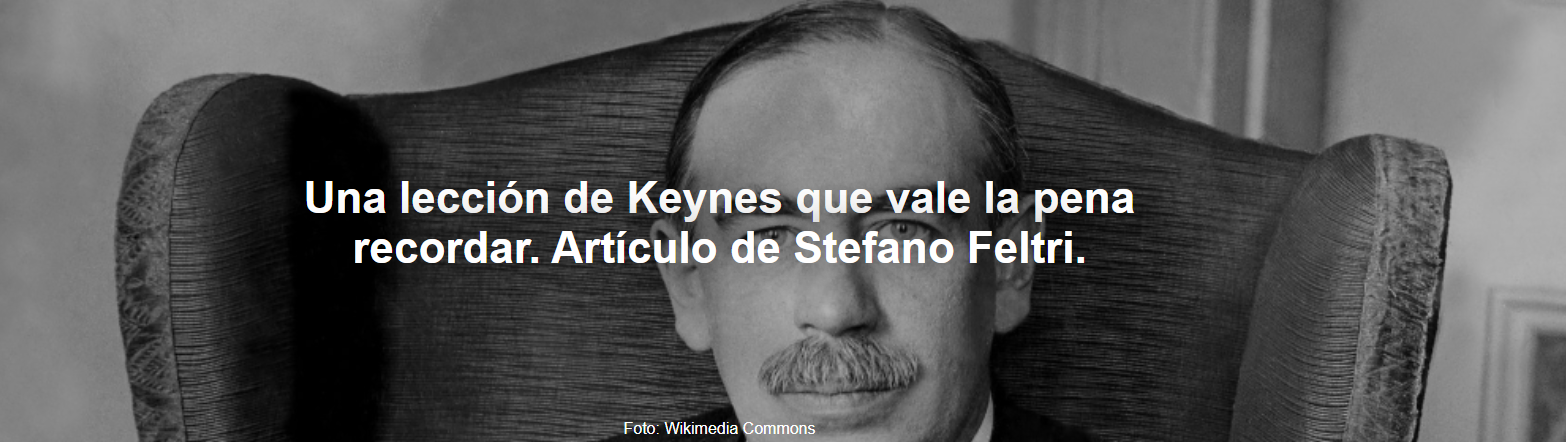 Una lección de Keynes que vale la pena
recordar. Artículo de Stefano Feltri.
Foto: Wikimedia Commons